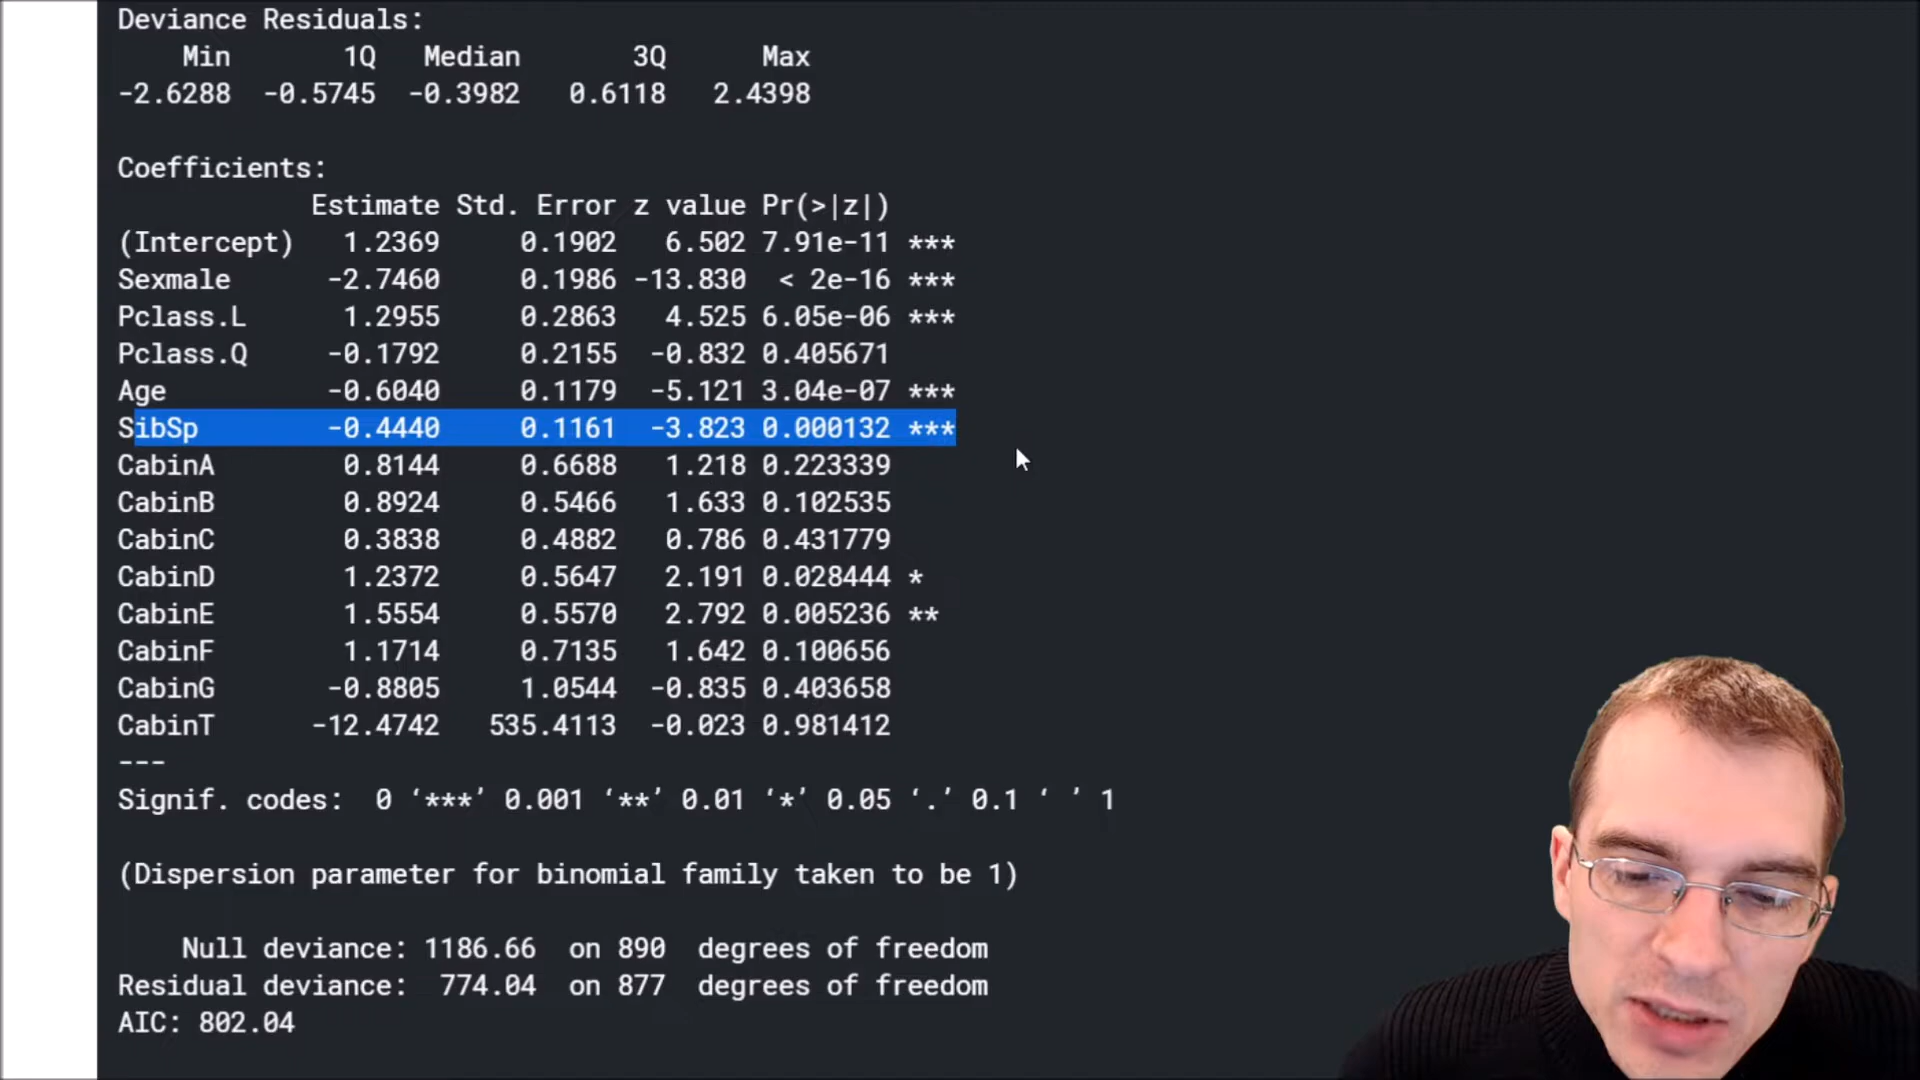 Deviance Residuals:
Min 1Q Median 3Q Max
-2.6288 -0.5745 -0.3982 0.6118 2.4398
Coefficients:
Estimate Std. Error z value Pr(>|z|)
(Intercept) 1.2369 0.1902 6.502 7.91e-11 ***
Sexmale -2.7460 0.1986 -13.830 < 2e-16 ***
Pclass.L 1.2955 0.2863 4.525 6.05e-06 ***
Pclass.Q -0.1792 0.2155 -0.832 0.405671
Age -0.6040 0.1179 -5.121 3.04e-07 ***
SibSp -0.4440 0.1161 -3.823 0.000132 ***
CabinA 0.8144 0.6688 1.218 0.223339
CabinB 0.8924 0.5466 1.633 0.102535
CabinC 0.3838 0.4882 0.786 0.431779
CabinD 1.2372 0.5647 2.191 0.028444 *
CabinE 1.5554 0.5570 2.792 0.005236 **
CabinF 1.1714 0.7135 1.642 0.100656
CabinG -0.8805 1.0544 -0.835 0.403658
CabinT -12.4742 535.4113 -0.023 0.981412
---
Signif. codes: 0 ‘***’ 0.001 ‘**’ 0.01 ‘*’ 0.05 ‘.’ 0.1 ‘ ’ 1
(Dispersion parameter for binomial family taken to be 1)
Null deviance: 1186.66 on 890 degrees of freedom
Residual deviance: 774.04 on 877 degrees of freedom
AIC: 802.04